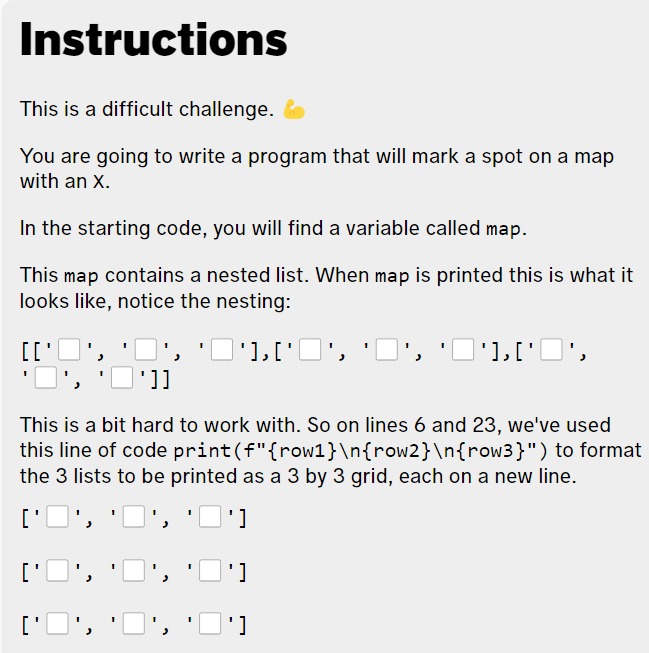 Instructions
This is a difficult challenge. 💪
You are going to write a program that will mark a spot on a map
with an X.
In the starting code, you will find a variable called map.
This map contains a nested list. When map is printed this is what it
looks like, notice the nesting:
[['⬜', '⬜', '⬜'],['⬜', '⬜', '⬜'],['⬜',
'⬜', '⬜']]
This is a bit hard to work with. So on lines 6 and 23, we've used
this line of code print(f"{row1}\n{row2}\n{row3}") to format
the 3 lists to be printed as a 3 by 3 grid, each on a new line.
['⬜', '⬜', '⬜']
['⬜', '⬜', '⬜']
['⬜', '⬜', '⬜']